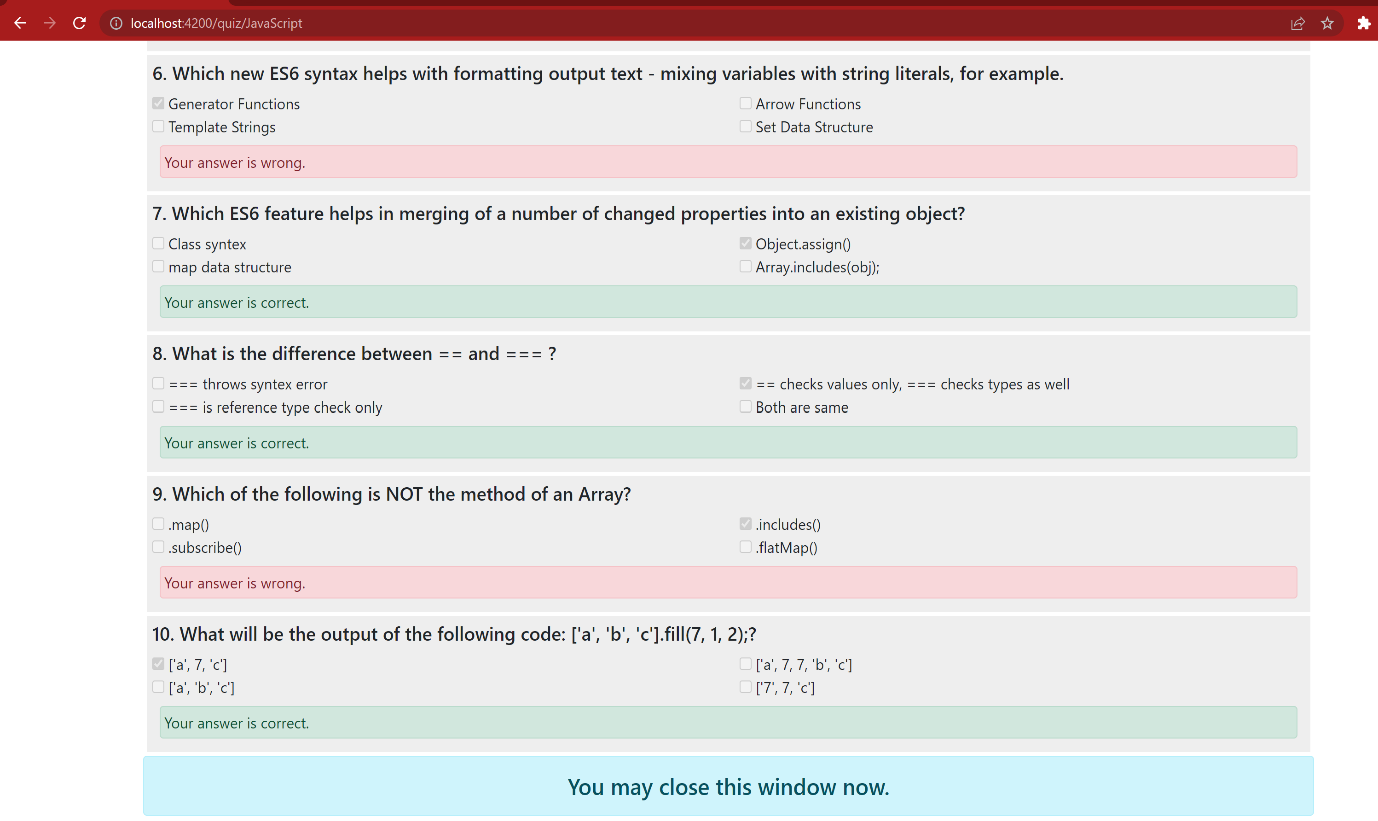 localhost:4200/quiz/JavaScript
6. Which new ES6 syntax helps with formatting output text - mixing variables with string literals, for example.
Generator Functions Arrow Functions
Template Strings Set Data Structure
Your answer is wrong.
7. Which ES6 feature helps in merging of a number of changed properties into an existing object?
Class syntex Object.assign()
map data structure Array.includes(obj);
Your answer is correct.
8. What is the difference between == and === ?
=== throws syntex error == checks values only, === checks types as well
=== is reference type check only Both are same
Your answer is correct.
9. Which of the following is NOT the method of an Array?
.map() .includes()
.subscribe() .flatMap()
Your answer is wrong.
10. What will be the output of the following code: ['a', 'b', 'c'].fill(7, 1, 2);?
['a', 7, 'c'] ['a', 7, 7, 'b', 'c']
['a', 'b', 'c'] ['7', 7, 'c']
Your answer is correct.
You may close this window now.